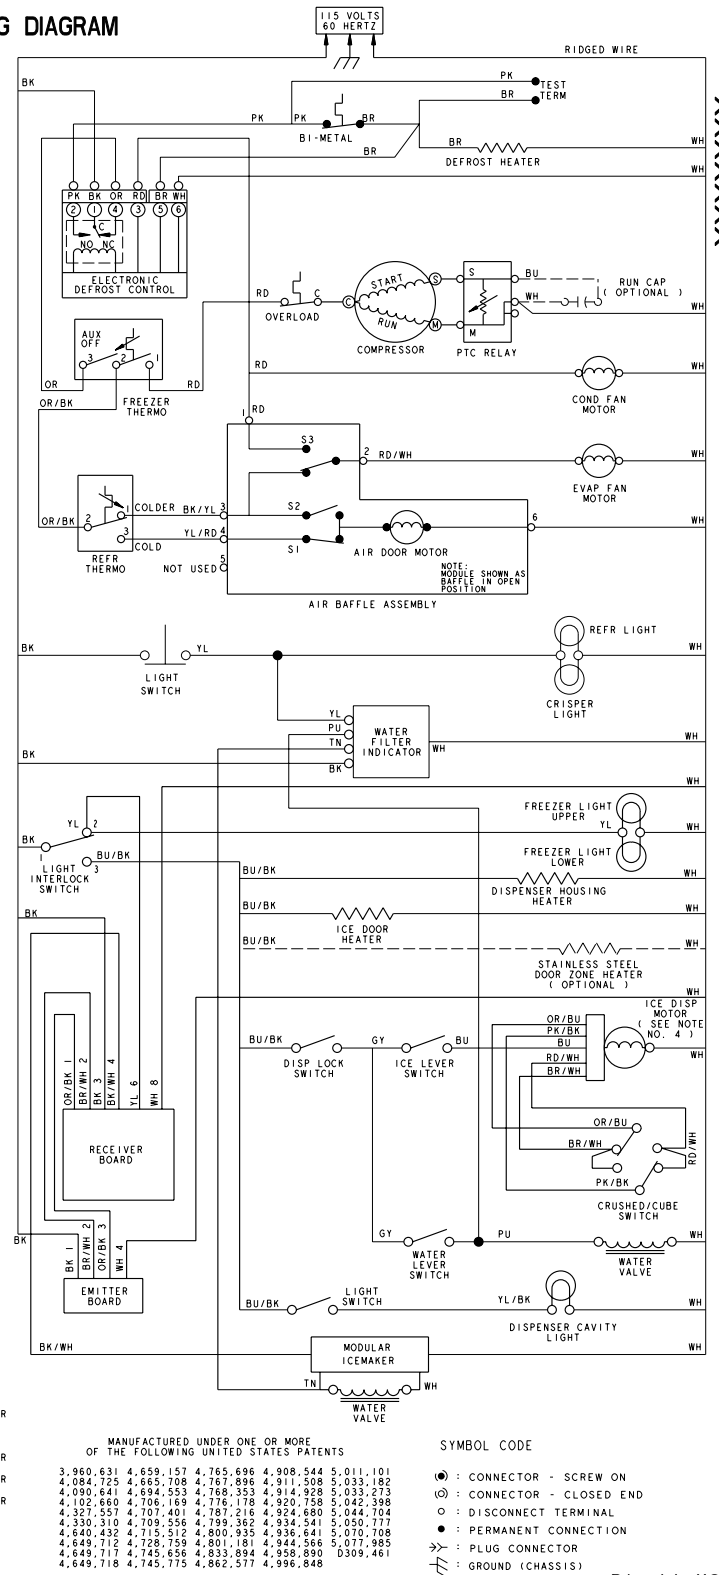 G DIAGRAM
115 VOLTS
60 HERTZ
RIDGED WIRE
BK
PK
TEST
TERM
BR
PK
PK
BR
BI-METAL
BR
BR
DEFROST HEATER
WH
WH
PK BK OR RD BR WH
2 1 4 3 5 6
C
NO NC
ELECTRONIC
DEFROST CONTROL
RD
C
OVERLOAD
C
START
RUN
S
M
COMPRESSOR
S
M
PTC RELAY
BU
WH
RUN CAP
( OPTIONAL )
WH
AUX
OFF
3 2 1
OR
RD
FREEZER
THERMO
OR/BK
RD
WH
COND FAN
MOTOR
1 RD
S3
2 RD/WH
WH
EVAP FAN
MOTOR
OR/BK
2
1
3
COLDER
COLD
REFR
THERMO
BK/YL 3
YL/RD 4
5
NOT USED
S2
S1
AIR DOOR MOTOR
6
WH
NOTE:
MODULE SHOWN AS
BAFFLE IN OPEN
POSITION
AIR BAFFLE ASSEMBLY
BK
YL
LIGHT
SWITCH
REFR LIGHT
WH
CRISPER
LIGHT
YL
PU
TN
BK
WATER
FILTER
INDICATOR
WH
WH
BK
WH
YL 2
BK
1
3
BU/BK
LIGHT
INTERLOCK
SWITCH
FREEZER LIGHT
UPPER
YL
WH
FREEZER LIGHT
LOWER
BU/BK
WH
DISPENSER HOUSING
HEATER
BK
BU/BK
WH
ICE DOOR
HEATER
BU/BK
WH
STAINLESS STEEL
DOOR ZONE HEATER
( OPTIONAL )
WH
ICE DISP
MOTOR
( SEE NOTE
NO. 4 )
OR/BU
PK/BK
BU
RD/WH
BR/WH
WH
BU/BK
DISP LOCK
SWITCH
GY
ICE LEVER
SWITCH
BU
OR/BK 1
BR/WH 2
BK 3
BK/WH 4
YL 6
WH 8
RECEIVER
BOARD
OR/BU
BR/WH
RD/WH
PK/BK
CRUSHED/CUBE
SWITCH
BK
BK 1
BR/WH 2
OR/BK 3
WH 4
EMITTER
BOARD
GY
WATER
LEVER
SWITCH
PU
WATER
VALVE
WH
BU/BK
LIGHT
SWITCH
YL/BK
WH
DISPENSER CAVITY
LIGHT
BK/WH
MODULAR
ICEMAKER
WH
TN
WH
WATER
VALVE
R
R
R
R
MANUFACTURED UNDER ONE OR MORE
OF THE FOLLOWING UNITED STATES PATENTS
3,960,631 4,659,157 4,765,696 4,908,544 5,011,101
4,084,725 4,665,708 4,767,896 4,911,508 5,033,182
4,090,641 4,694,553 4,768,353 4,914,928 5,033,273
4,102,660 4,706,169 4,776,178 4,920,758 5,042,398
4,327,557 4,707,401 4,787,216 4,924,680 5,044,704
4,330,310 4,709,556 4,799,362 4,934,541 5,050,777
4,640,432 4,715,512 4,800,935 4,936,641 5,070,708
4,649,712 4,728,759 4,801,181 4,944,566 5,077,985
4,649,717 4,745,656 4,833,894 4,958,890 D309,461
4,649,718 4,745,775 4,862,577 4,996,848
SYMBOL CODE
: CONNECTOR - SCREW ON
: CONNECTOR - CLOSED END
: DISCONNECT TERMINAL
: PERMANENT CONNECTION
: PLUG CONNECTOR
: GROUND (CHASSIS)